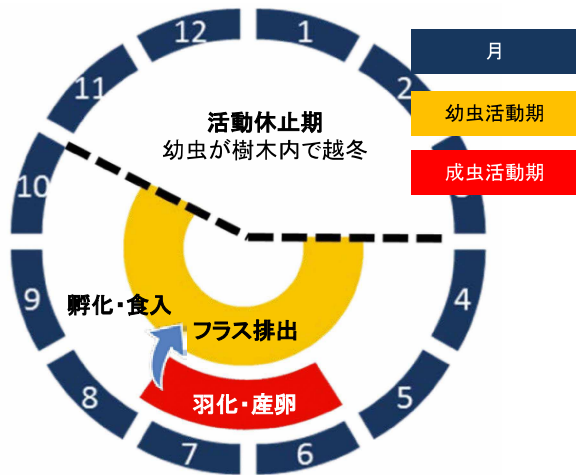 12
1
2
11
10
9
8
7
6
5
4
月
幼虫活動期
成虫活動期
活動休止期
幼虫が樹木内で越冬
孵化・食入
フラス排出
羽化・産卵